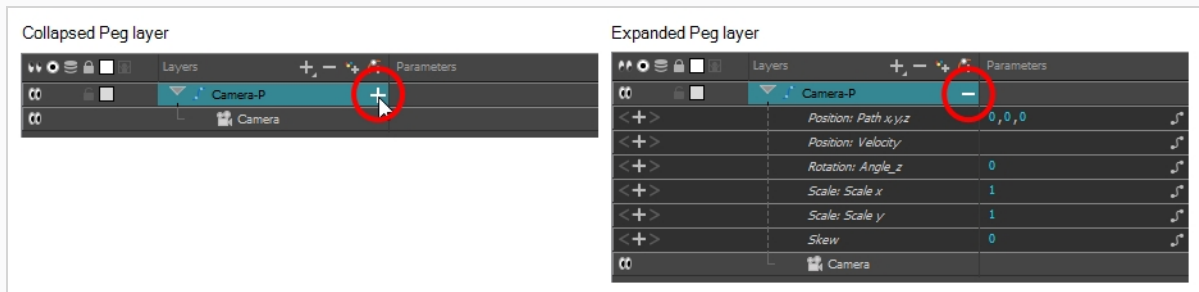 Collapsed Peg layer
Layers Parameters
Camera-P
Camera
Expanded Peg layer
Layers Parameters
Camera-P
Position: Path x,y,z 0,0,0
Position: Velocity
Rotation: Angle_z 0
Scale: Scale x 1
Scale: Scale y 1
Skew 0
Camera